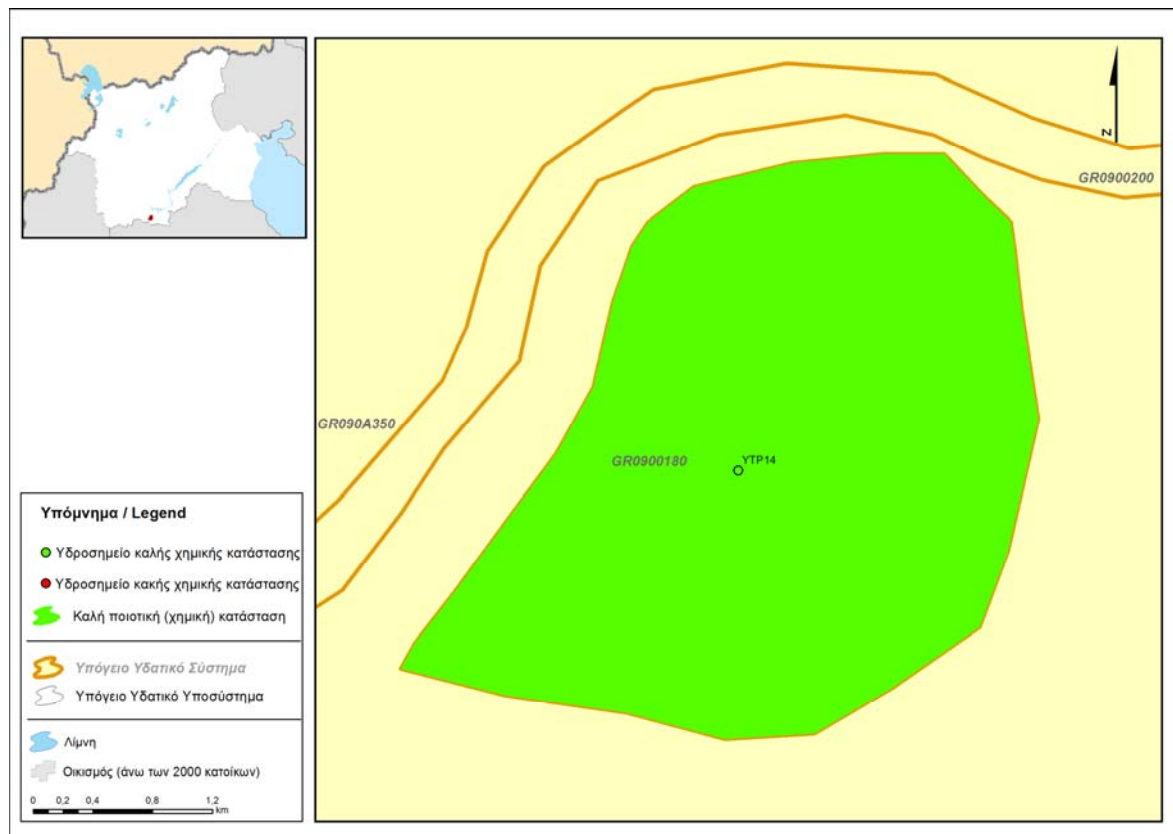 N
GR0900200
GR090A350
GR0900180
YTP14
Υπόμνημα / Legend
Υδροσημείο καλής χημικής κατάστασης
Υδροσημείο κακής χημικής κατάστασης
Καλή ποιοτική (χημική) κατάσταση
Υπόγειο Υδατικό Σύστημα
Υπόγειο Υδατικό Υποσύστημα
Λίμνη
Οικισμός (άνω των 2000 κατοίκων)
0 0,2 0,4 0,8 1,2
km